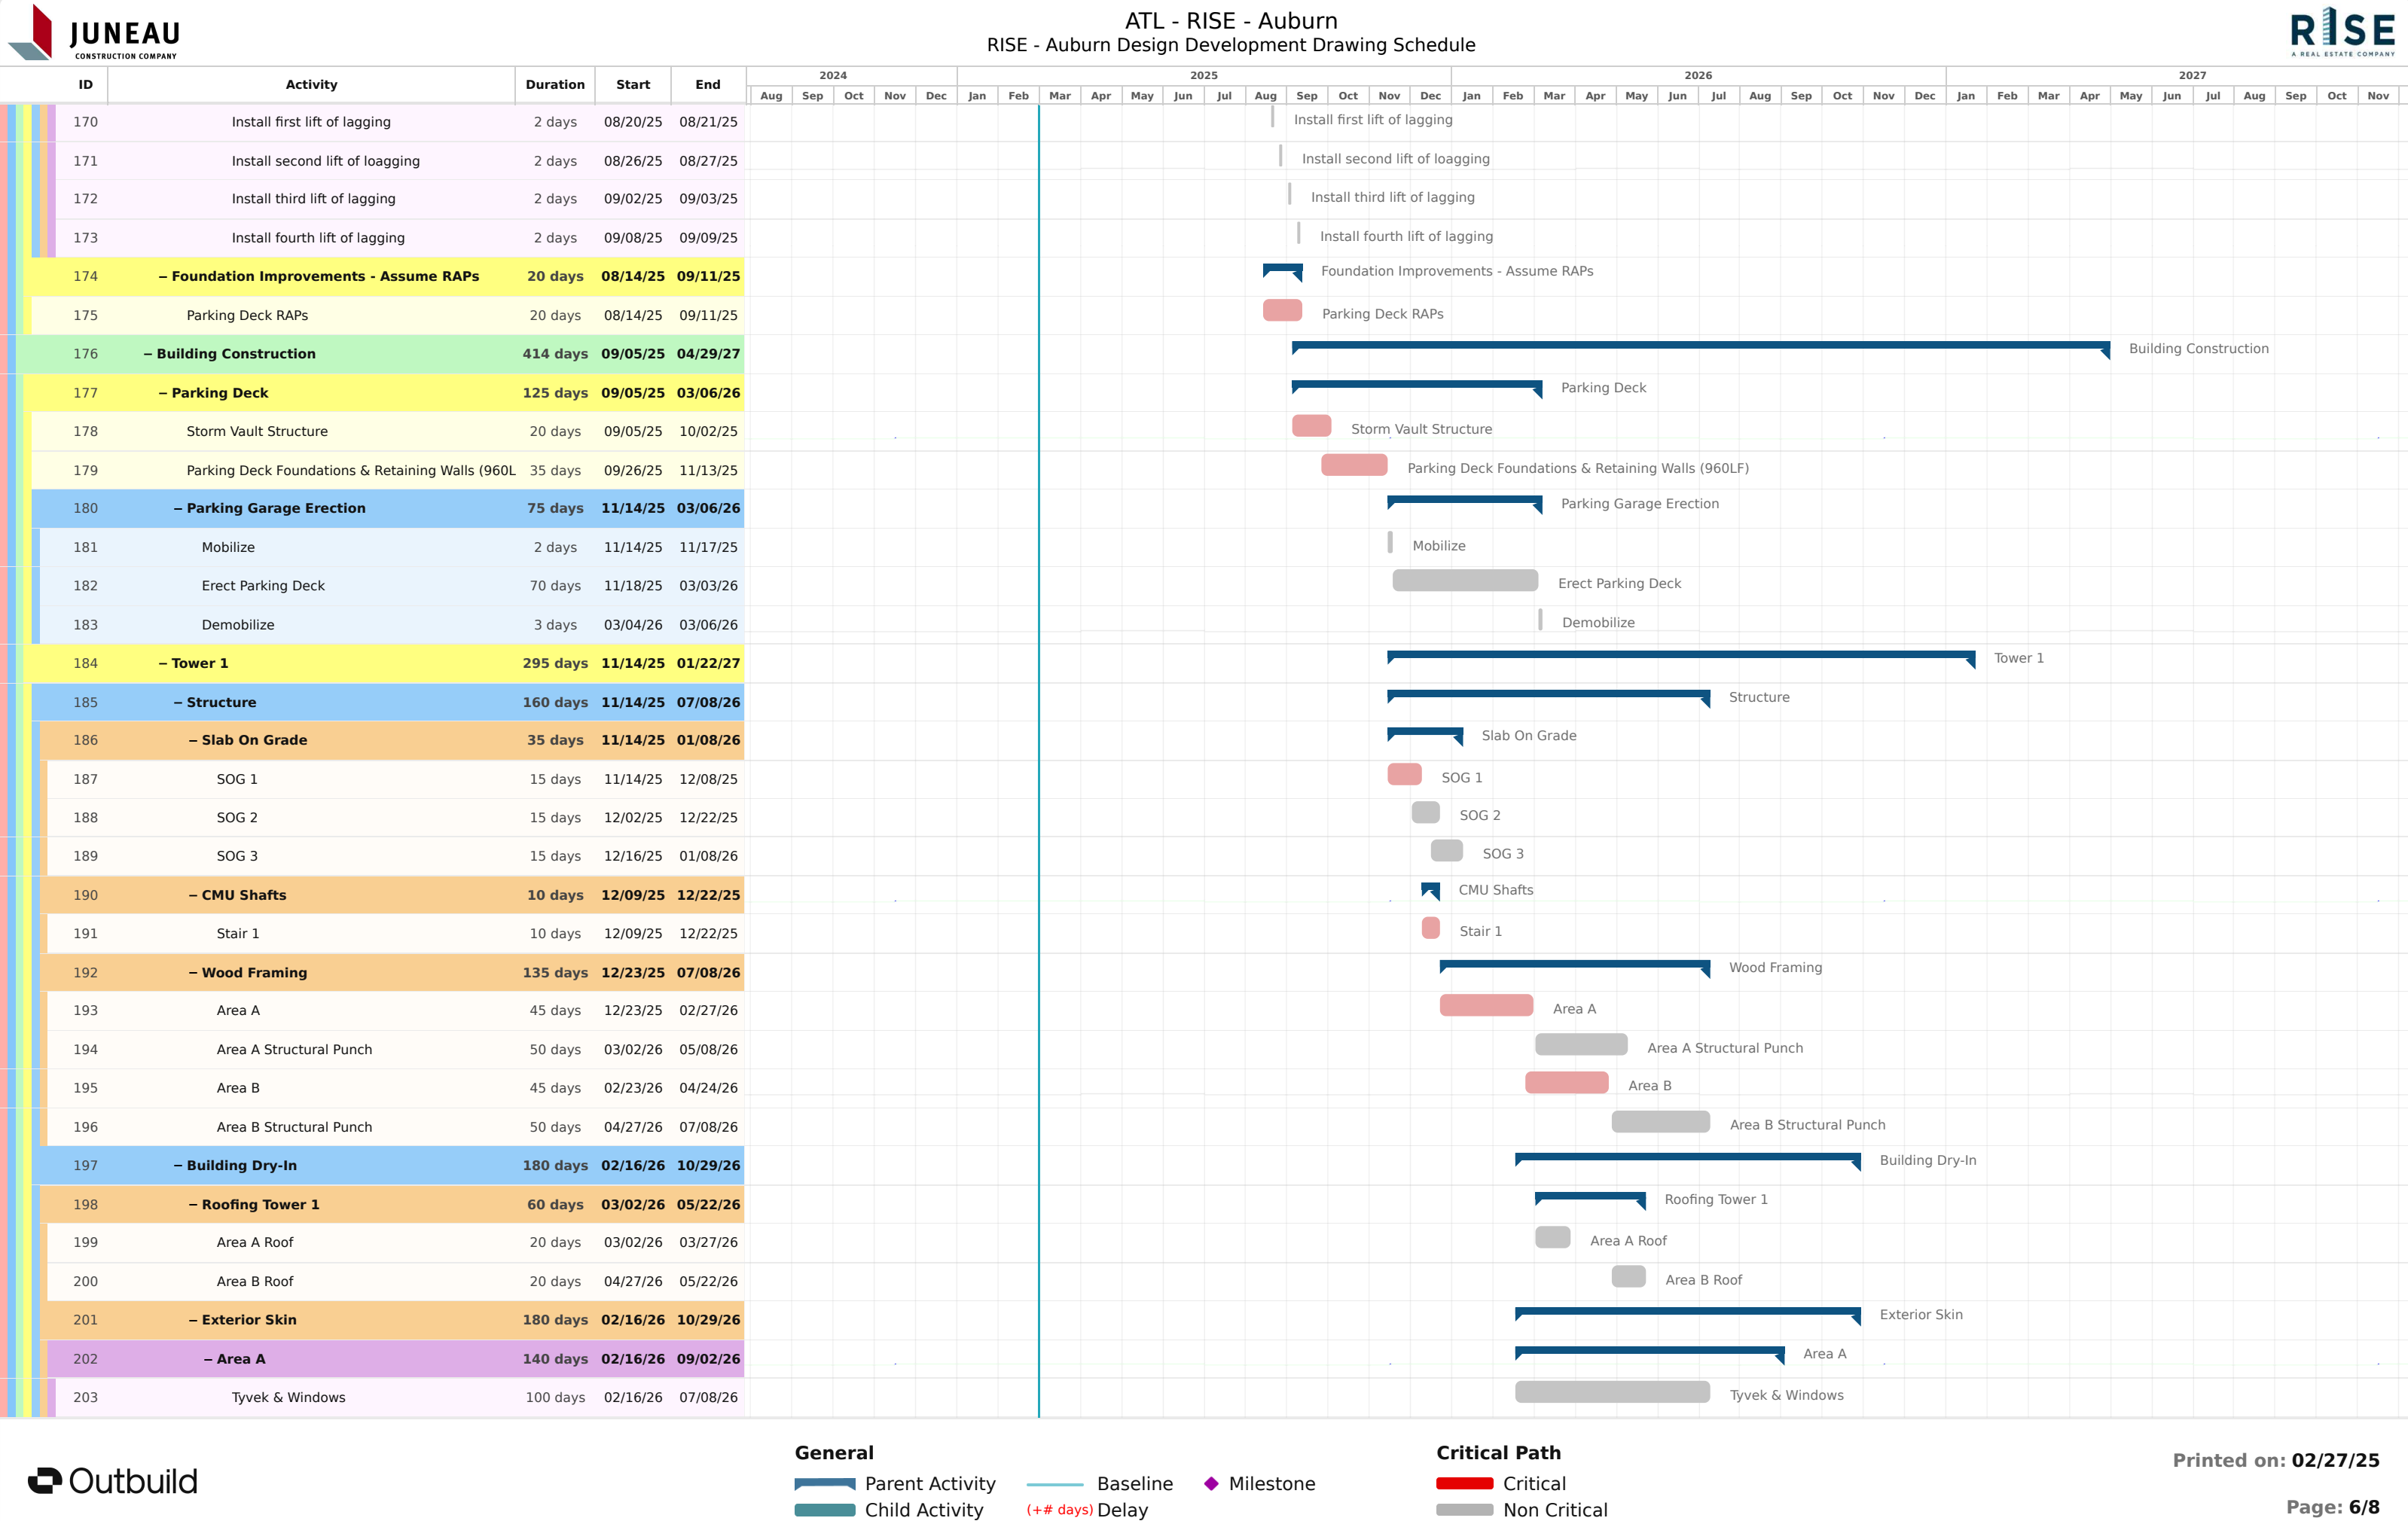 JUNEAU
CONSTRUCTION COMPANY
ATL - RISE - Auburn
RISE - Auburn Design Development Drawing Schedule
RISE
A REAL ESTATE COMPANY
ID Activity Duration Start End
2024 2025 2026 2027
Aug Sep Oct Nov Dec Jan Feb Mar Apr May Jun Jul Aug Sep Oct Nov Dec Jan Feb Mar Apr May Jun Jul Aug Sep Oct Nov Dec Jan Feb Mar Apr May Jun Jul Aug Sep Oct Nov
170 Install first lift of lagging 2 days 08/20/25 08/21/25 Install first lift of lagging
171 Install second lift of loagging 2 days 08/26/25 08/27/25 Install second lift of loagging
172 Install third lift of lagging 2 days 09/02/25 09/03/25 Install third lift of lagging
173 Install fourth lift of lagging 2 days 09/08/25 09/09/25 Install fourth lift of lagging
174 – Foundation Improvements - Assume RAPs 20 days 08/14/25 09/11/25 Foundation Improvements - Assume RAPs
175 Parking Deck RAPs 20 days 08/14/25 09/11/25 Parking Deck RAPs
176 – Building Construction 414 days 09/05/25 04/29/27 Building Construction
177 – Parking Deck 125 days 09/05/25 03/06/26 Parking Deck
178 Storm Vault Structure 20 days 09/05/25 10/02/25 Storm Vault Structure
179 Parking Deck Foundations & Retaining Walls (960L 35 days 09/26/25 11/13/25 Parking Deck Foundations & Retaining Walls (960LF)
180 – Parking Garage Erection 75 days 11/14/25 03/06/26 Parking Garage Erection
181 Mobilize 2 days 11/14/25 11/17/25 Mobilize
182 Erect Parking Deck 70 days 11/18/25 03/03/26 Erect Parking Deck
183 Demobilize 3 days 03/04/26 03/06/26 Demobilize
184 – Tower 1 295 days 11/14/25 01/22/27 Tower 1
185 – Structure 160 days 11/14/25 07/08/26 Structure
186 – Slab On Grade 35 days 11/14/25 01/08/26 Slab On Grade
187 SOG 1 15 days 11/14/25 12/08/25 SOG 1
188 SOG 2 15 days 12/02/25 12/22/25 SOG 2
189 SOG 3 15 days 12/16/25 01/08/26 SOG 3
190 – CMU Shafts 10 days 12/09/25 12/22/25 CMU Shafts
191 Stair 1 10 days 12/09/25 12/22/25 Stair 1
192 – Wood Framing 135 days 12/23/25 07/08/26 Wood Framing
193 Area A 45 days 12/23/25 02/27/26 Area A
194 Area A Structural Punch 50 days 03/02/26 05/08/26 Area A Structural Punch
195 Area B 45 days 02/23/26 04/24/26 Area B
196 Area B Structural Punch 50 days 04/27/26 07/08/26 Area B Structural Punch
197 – Building Dry-In 180 days 02/16/26 10/29/26 Building Dry-In
198 – Roofing Tower 1 60 days 03/02/26 05/22/26 Roofing Tower 1
199 Area A Roof 20 days 03/02/26 03/27/26 Area A Roof
200 Area B Roof 20 days 04/27/26 05/22/26 Area B Roof
201 – Exterior Skin 180 days 02/16/26 10/29/26 Exterior Skin
202 – Area A 140 days 02/16/26 09/02/26 Area A
203 Tyvek & Windows 100 days 02/16/26 07/08/26 Tyvek & Windows
Outbuild
General
Parent Activity Baseline Milestone
Child Activity (+# days) Delay
Critical Path
Critical
Non Critical
Printed on: 02/27/25
Page: 6/8